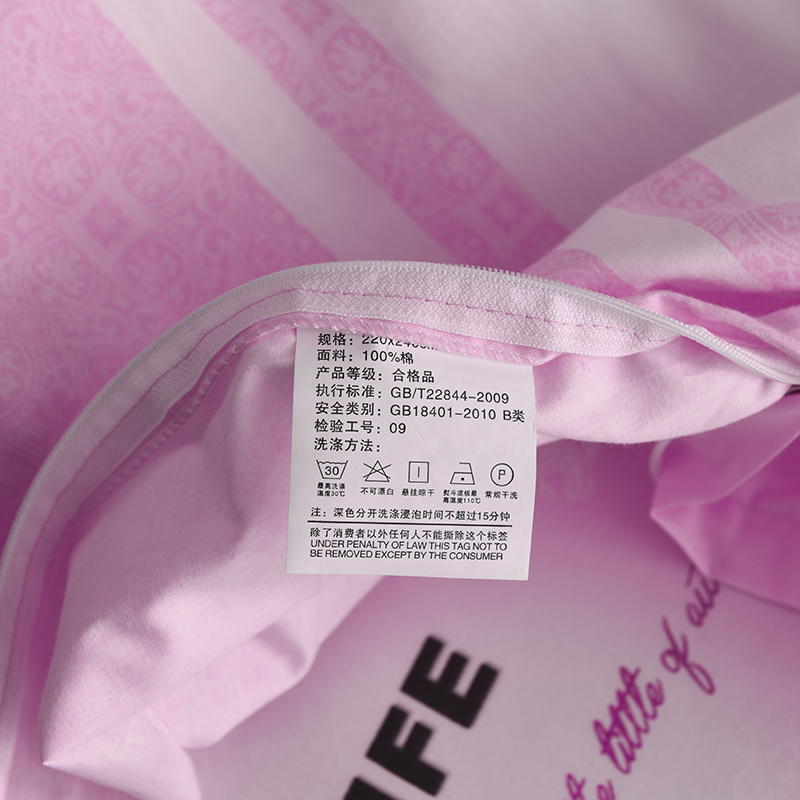 规格:
面料: 100%棉
产品等级: 合格品
执行标准: GB/T22844-2009
安全类别: GB18401-2010 B类
检验工号: 09
洗涤方法:
30 P
最高洗涤温度30℃ 不可漂白 悬挂晾干 熨斗底板最高温度110℃ 常规干洗
注: 深色分开洗涤浸泡时间不超过15分钟
除了消费者以外任何人不能撕除这个标签
UNDER PENALTY OF LAW THIS TAG NOT TO
BE REMOVED EXCEPT BY THE CONSUMER
IFE
little of